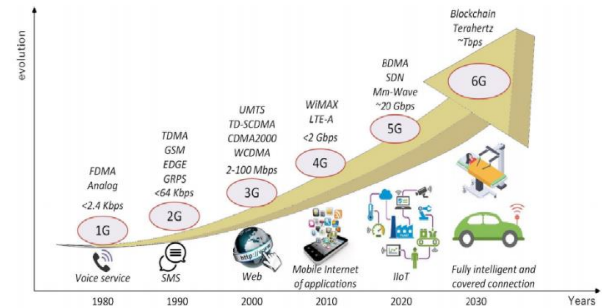 evolution
FDMA
Analog
<2.4 Kbps
1G
Voice service
TDMA
GSM
EDGE
GRPS
<64 Kbps
2G
SMS
UMTS
TD-SCDMA
CDMA2000
WCDMA
2-100 Mbps
3G
http://
Web
WiMAX
LTE-A
<2 Gbps
4G
Mobile Internet
of applications
BDMA
SDN
Mm-Wave
~20 Gbps
5G
IIoT
Blockchain
Terahertz
~Tbps
6G
Fully intelligent and
covered connection
1980 1990 2000 2010 2020 2030 Years